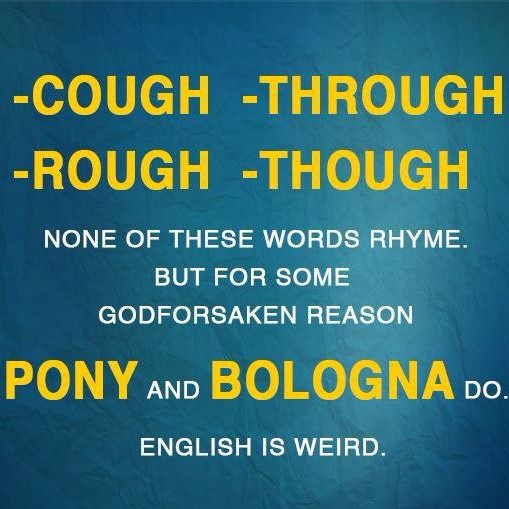 -COUGH -THROUGH
-ROUGH -THOUGH
NONE OF THESE WORDS RHYME.
BUT FOR SOME
GODFORSAKEN REASON
PONY AND BOLOGNA DO.
ENGLISH IS WEIRD.